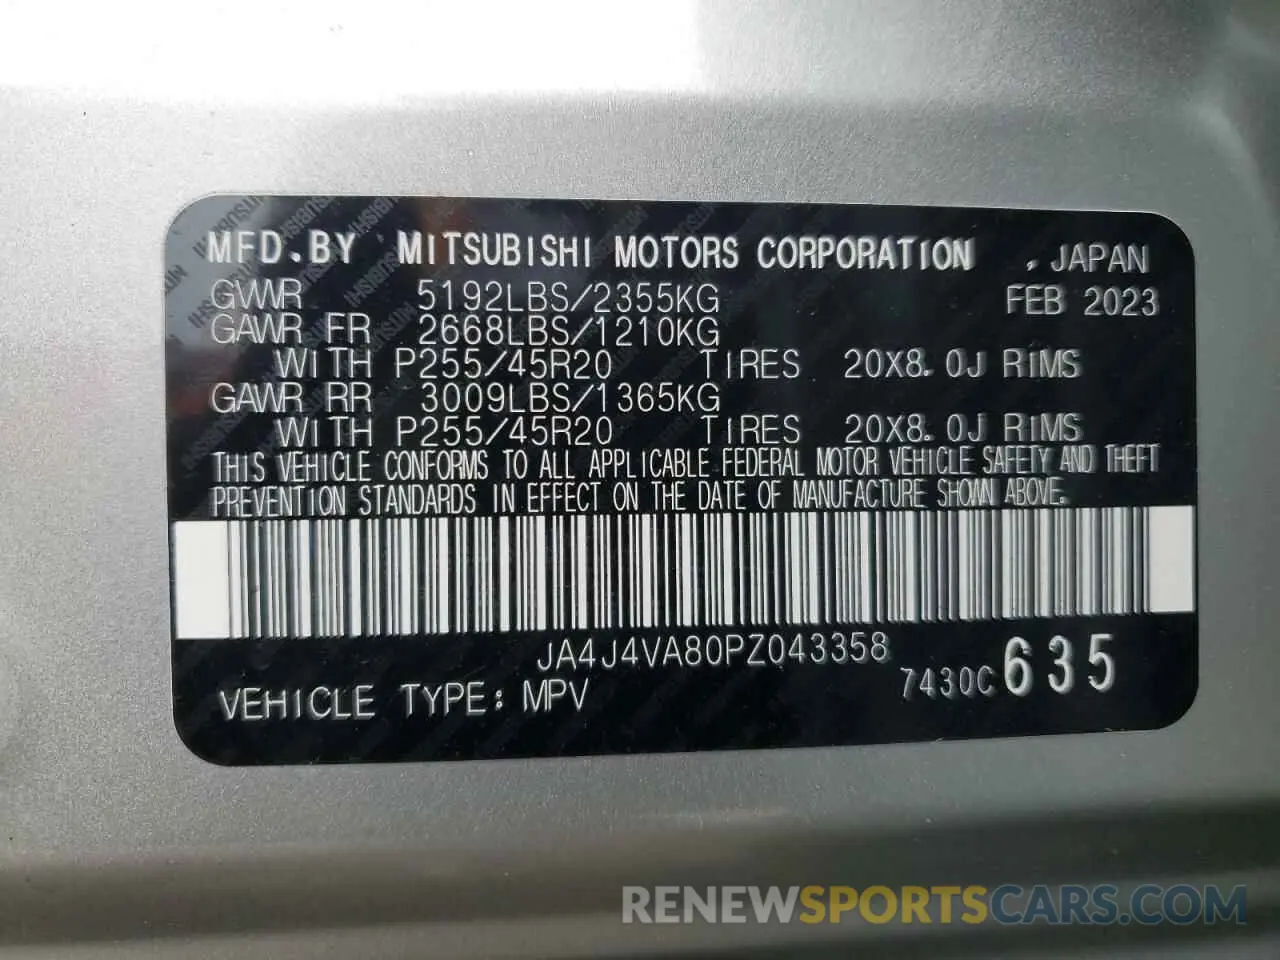 MFD.BY MITSUBISHI MOTORS CORPORATION , JAPAN
GVWR 5192LBS/2355KG FEB 2023
GAWR FR 2668LBS/1210KG
WITH P255/45R20 TIRES 20X8.0J RIMS
GAWR RR 3009LBS/1365KG
WITH P255/45R20 TIRES 20X8.0J RIMS
THIS VEHICLE CONFORMS TO ALL APPLICABLE FEDERAL MOTOR VEHICLE SAFETY AND THEFT
PREVENTION STANDARDS IN EFFECT ON THE DATE OF MANUFACTURE SHOWN ABOVE.
JA4J4VA80PZ043358
VEHICLE TYPE: MPV 7430C 635
RENEWSPORTSCARS.COM